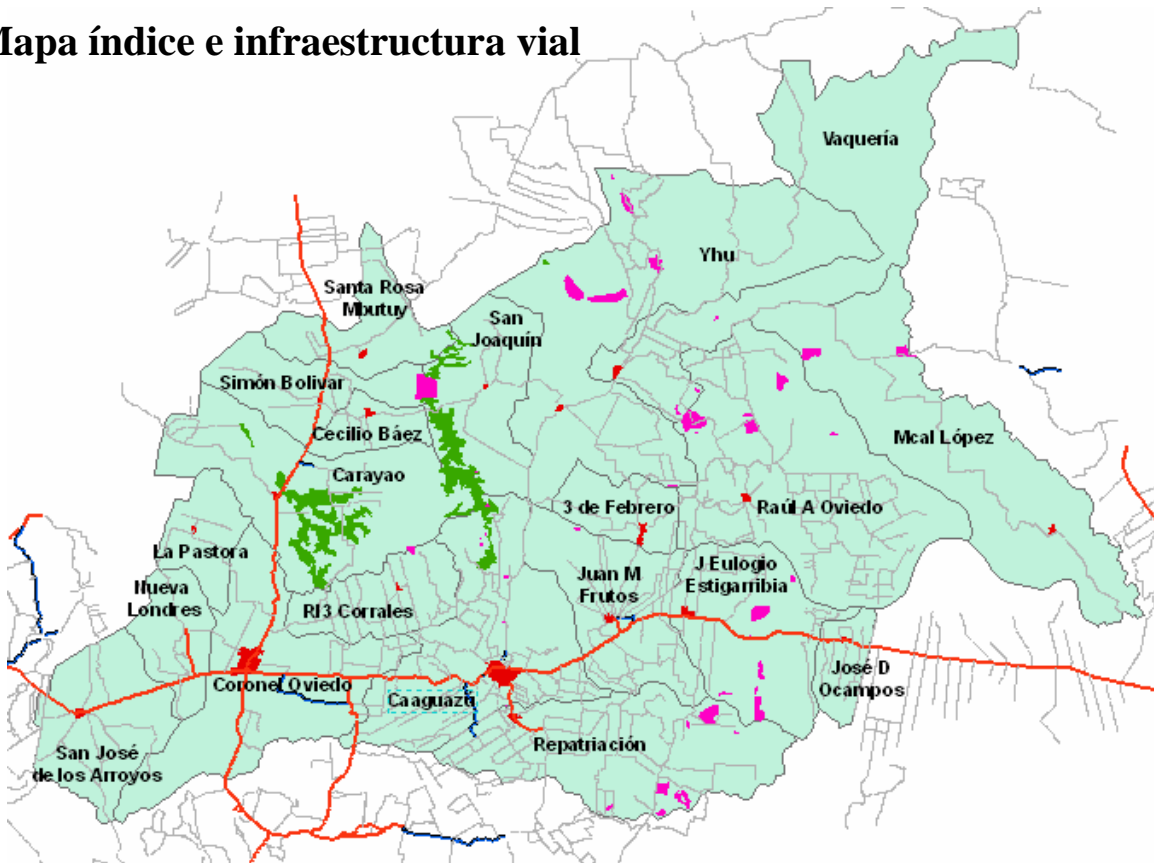 Mapa índice e infraestructura vial
Vaquería
Yhu
Santa Rosa
Mbutuy
San
Joaquín
Simón Bolivar
Cecilio Báez
Mcal López
Carayao
3 de Febrero
Raúl A Oviedo
La Pastora
J Eulogio
Estigarribia
Juan M
Frutos
Nueva
Londres
RI3 Corrales
José D
Ocampos
Coronel Oviedo
Caaguazú
Repatriación
San José
de los Arroyos